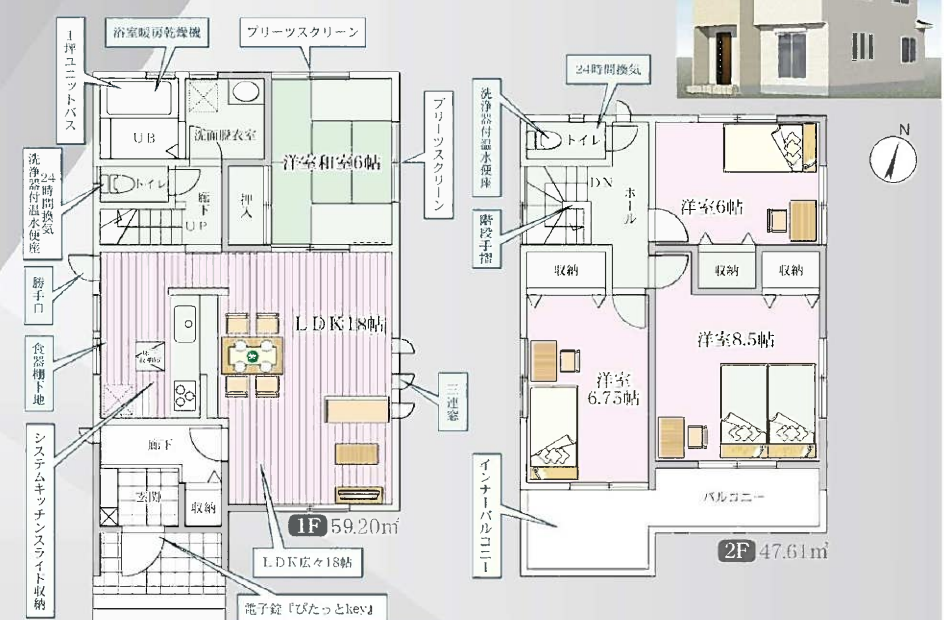 1坪ユニットバス
浴室暖房乾燥機
プリーツスクリーン
プリーツスクリーン
UB
洗面脱衣室
洋室和室6帖
24時間換気
洗浄器付温水便座
トイレ
廊下
UP
押入
勝手口
食器棚下地
システムキッチンスライド収納
LDK18帖
三連窓
廊下
玄関
収納
1F 59.20㎡
LDK広々18帖
電子錠『ぴたっとkey』
24時間換気
洗浄器付温水便座
トイレ
DN
ホール
階段手摺
洋室6帖
収納
収納
収納
洋室8.5帖
洋室
6.75帖
インナーバルコニー
バルコニー
2F 47.61㎡
N